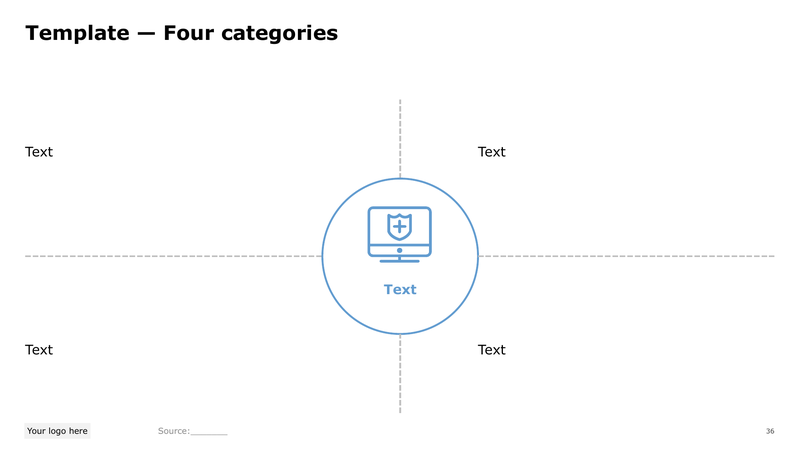 Template — Four categories
Text
Text
Text
Text
Text
Your logo here
Source:________
36